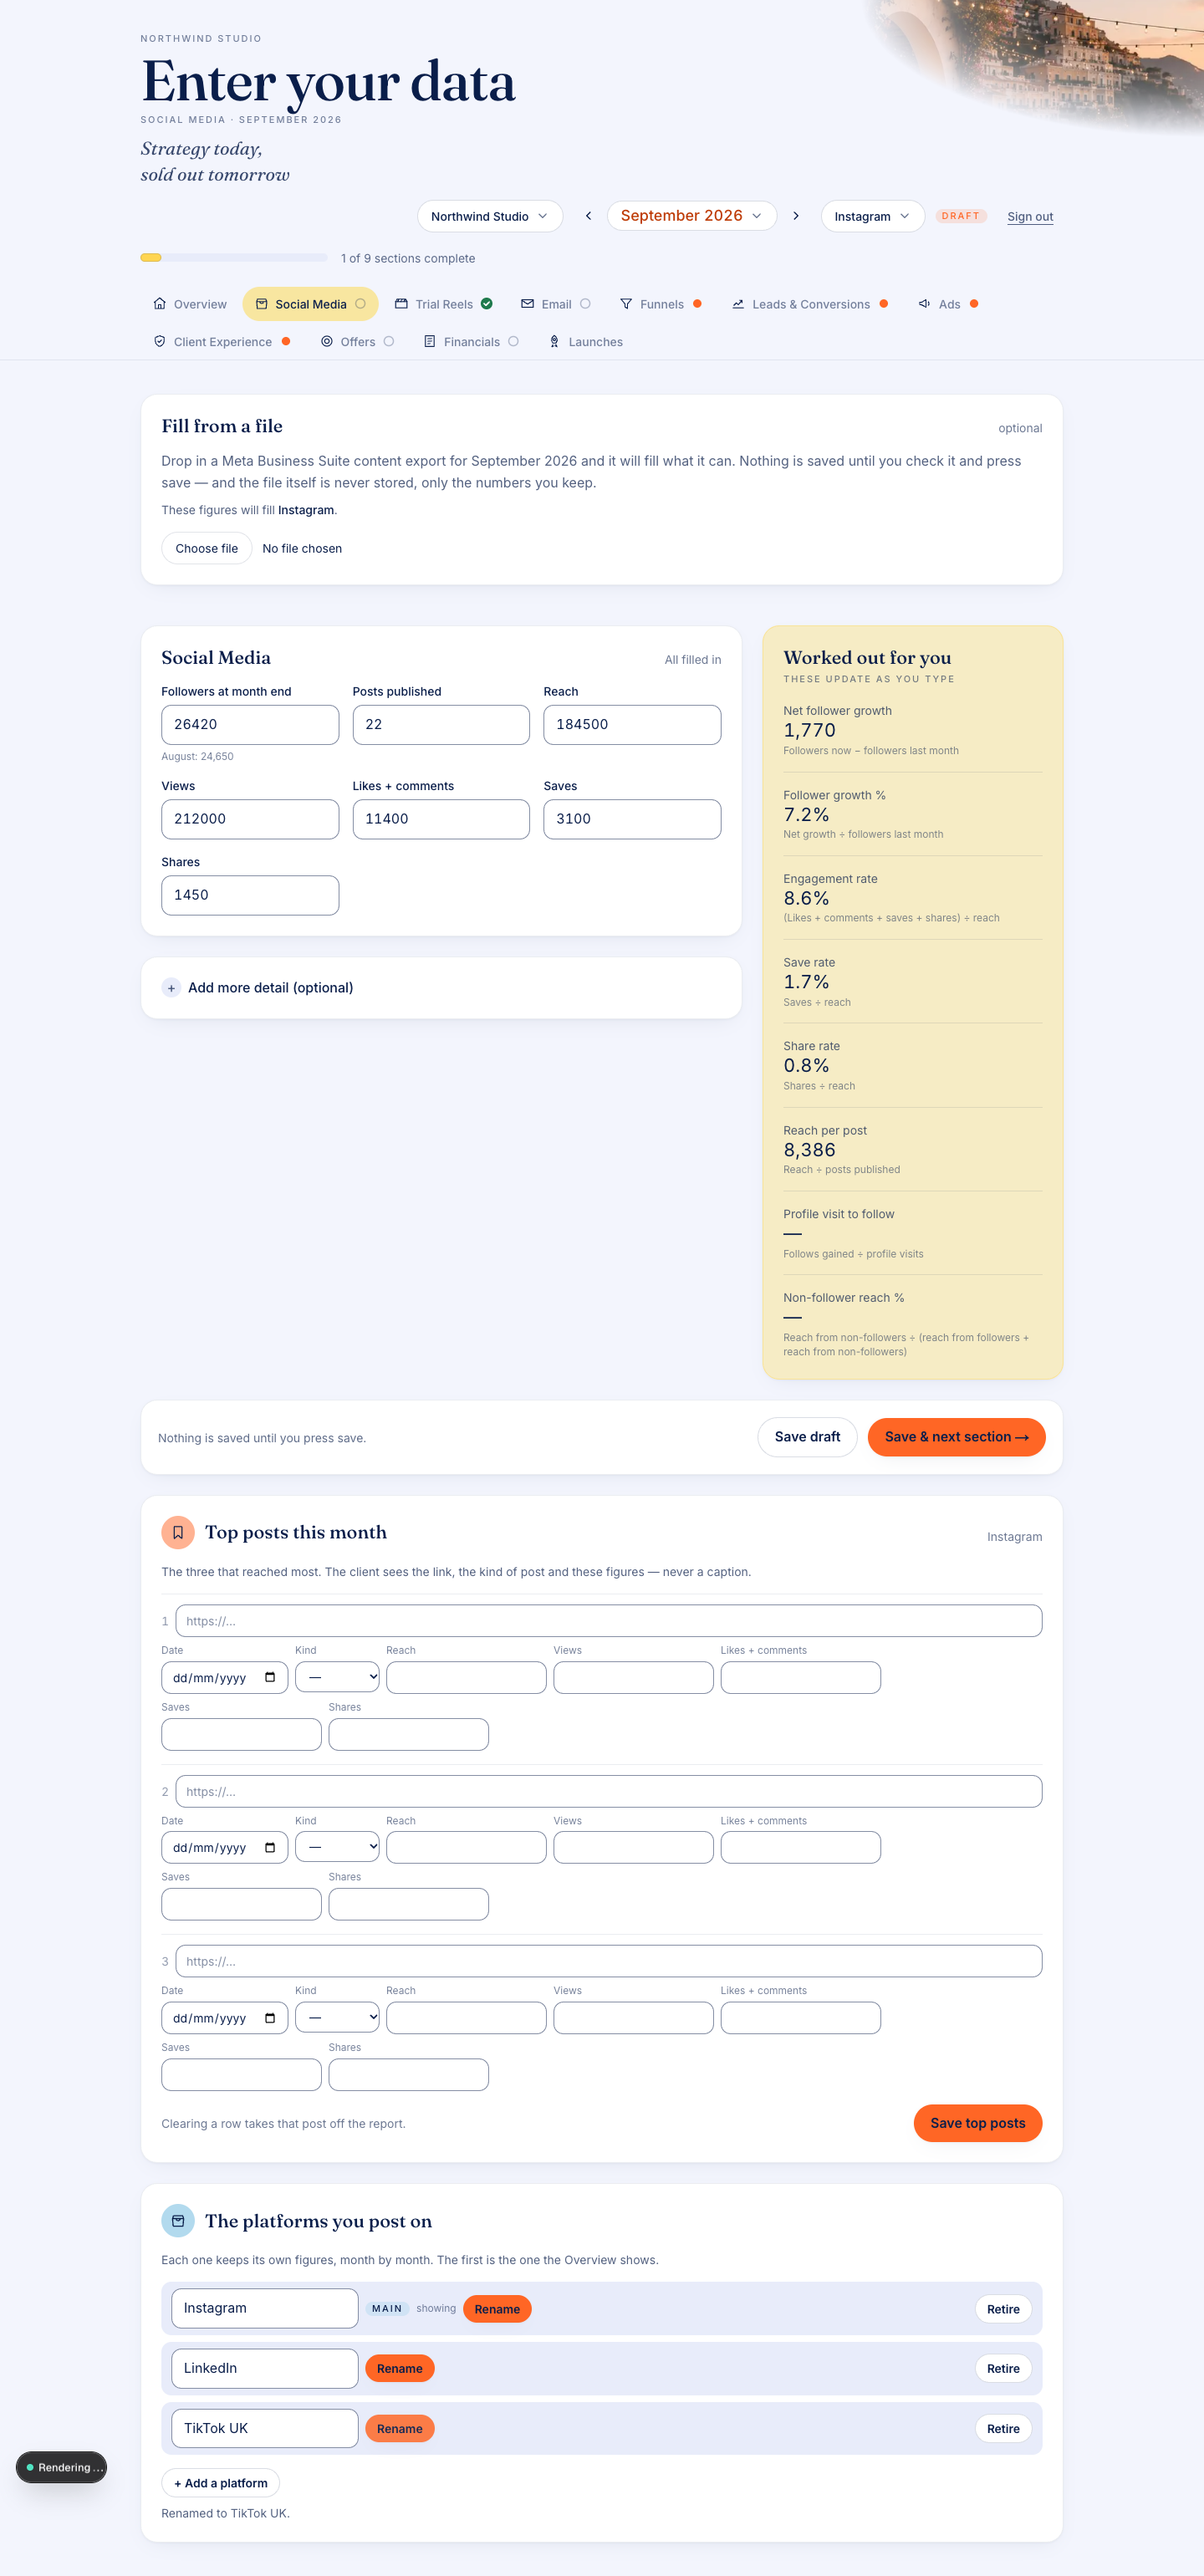 NORTHWIND STUDIO
Enter your data
SOCIAL MEDIA · SEPTEMBER 2026
Strategy today,
sold out tomorrow
Northwind Studio
September 2026
Instagram
DRAFT
Sign out
1 of 9 sections complete
Overview
Social Media
Trial Reels
Email
Funnels
Leads & Conversions
Ads
Client Experience
Offers
Financials
Launches
Fill from a file
optional
Drop in a Meta Business Suite content export for September 2026 and it will fill what it can. Nothing is saved until you check it and press
save — and the file itself is never stored, only the numbers you keep.
These figures will fill Instagram.
Choose file
No file chosen
Social Media
All filled in
Followers at month end
Posts published
Reach
26420
22
184500
August: 24,650
Views
Likes + comments
Saves
212000
11400
3100
Shares
1450
+ Add more detail (optional)
Worked out for you
THESE UPDATE AS YOU TYPE
Net follower growth
1,770
Followers now − followers last month
Follower growth %
7.2%
Net growth ÷ followers last month
Engagement rate
8.6%
(Likes + comments + saves + shares) ÷ reach
Save rate
1.7%
Saves ÷ reach
Share rate
0.8%
Shares ÷ reach
Reach per post
8,386
Reach ÷ posts published
Profile visit to follow
—
Follows gained ÷ profile visits
Non-follower reach %
—
Reach from non-followers ÷ (reach from followers +
reach from non-followers)
Nothing is saved until you press save.
Save draft
Save & next section →
Top posts this month
Instagram
The three that reached most. The client sees the link, the kind of post and these figures — never a caption.
1 https://...
Date
Kind
Reach
Views
Likes + comments
dd/mm/yyyy
—
Saves
Shares
2 https://...
Date
Kind
Reach
Views
Likes + comments
dd/mm/yyyy
—
Saves
Shares
3 https://...
Date
Kind
Reach
Views
Likes + comments
dd/mm/yyyy
—
Saves
Shares
Clearing a row takes that post off the report.
Save top posts
The platforms you post on
Each one keeps its own figures, month by month. The first is the one the Overview shows.
Instagram
MAIN
showing
Rename
Retire
LinkedIn
Rename
Retire
TikTok UK
Rename
Retire
Rendering ...
+ Add a platform
Renamed to TikTok UK.